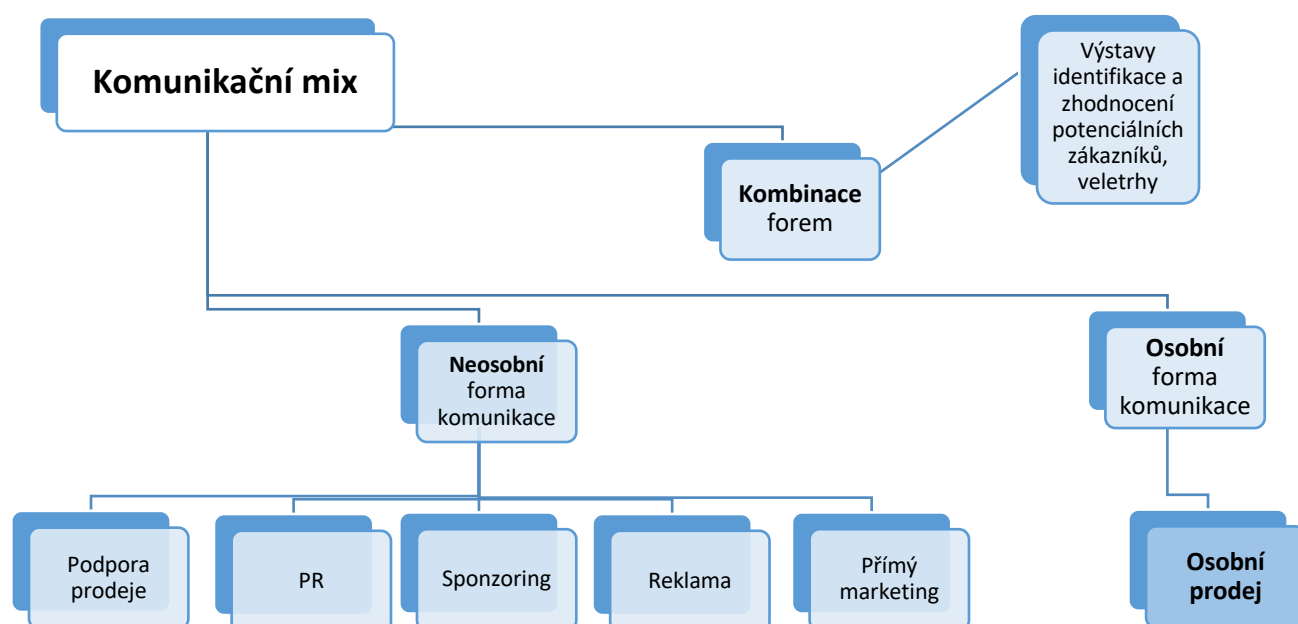 Komunikační mix
Výstavy
identifikace a
zhodnocení
potenciálních
zákazníků,
veletrhy
Kombinace
forem
Neosobní
forma
komunikace
Osobní
forma
komunikace
Podpora
prodeje
PR
Sponzoring
Reklama
Přímý
marketing
Osobní
prodej